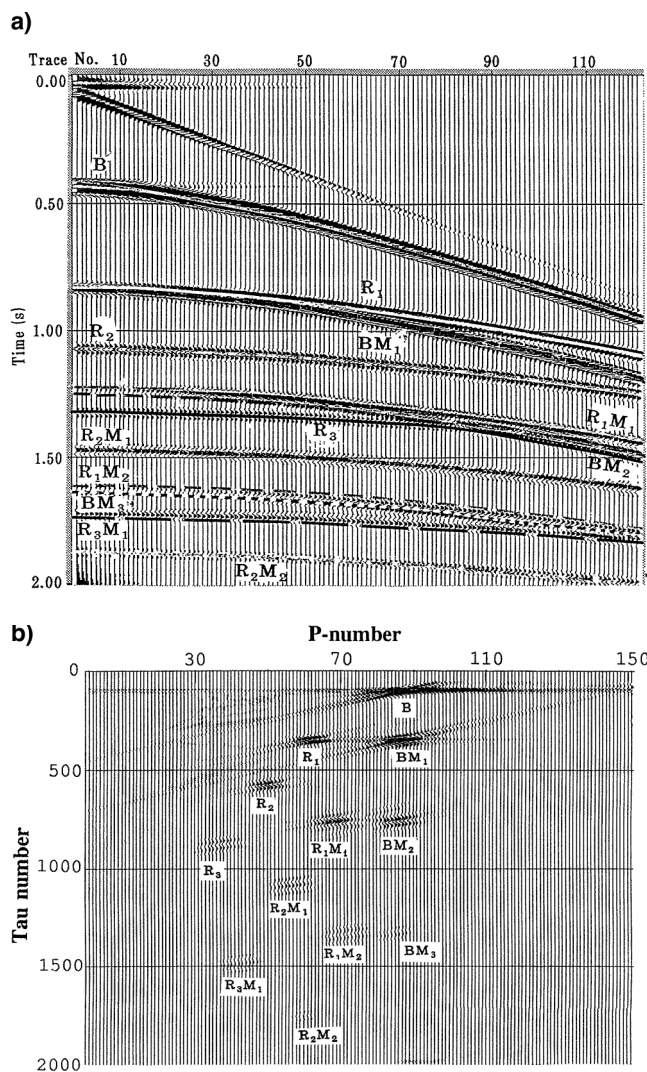 a)
Trace No. 10 30 50 70 90 110
0.00
B
0.50
R₁
1.00
R₂
BM₁
R₁M₁
R₃
R₂M₁
BM₂
1.50
R₁M₂
BM₃
R₃M₁
R₂M₂
2.00
Time (s)
b)
P-number
30 70 110 150
0
B
R₁ BM₁
500
R₂
R₁M₁ BM₂
R₃
1000
R₂M₁
R₁M₂ BM₃
1500
R₃M₁
R₂M₂
2000
Tau number